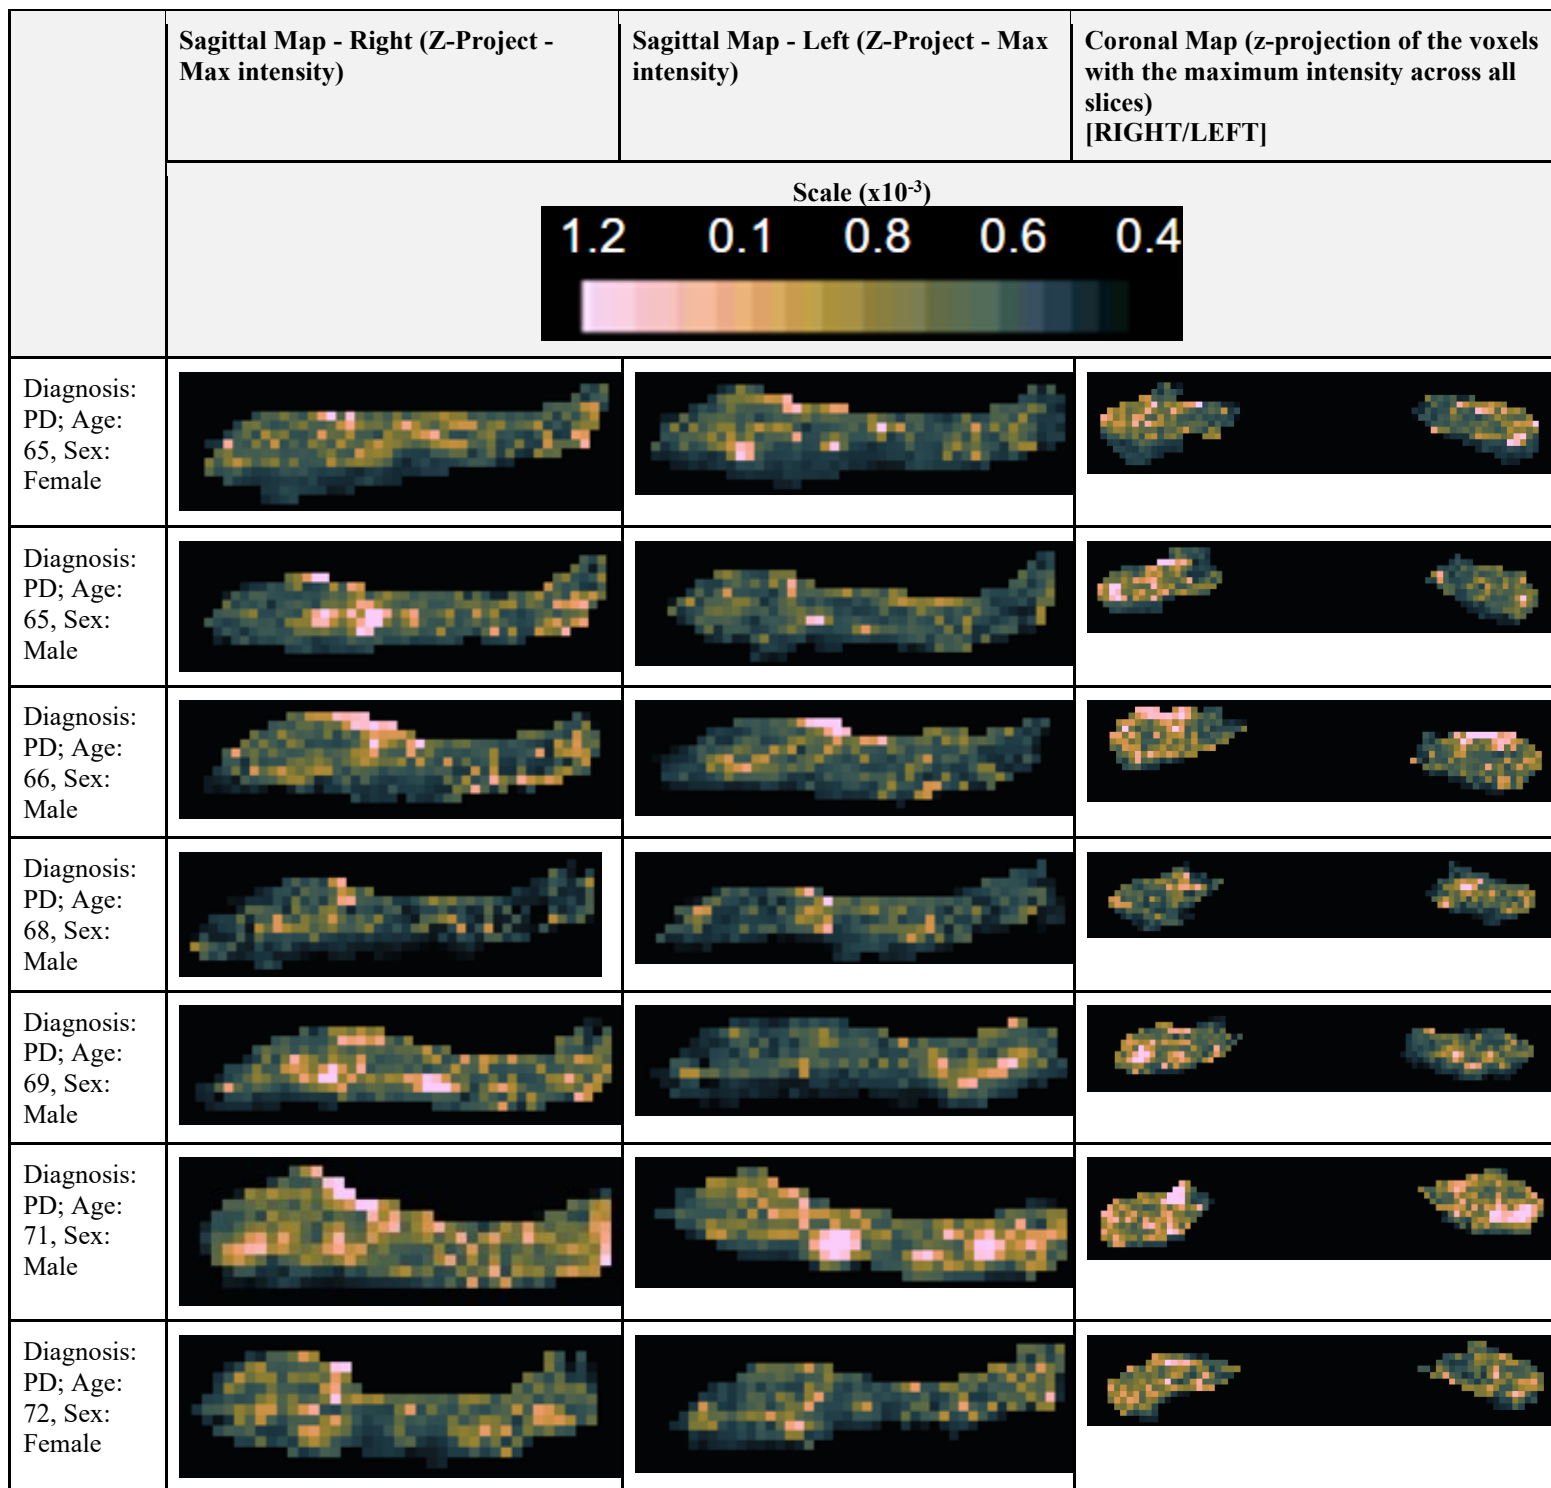 Sagittal Map - Right (Z-Project -
Max intensity)
Sagittal Map - Left (Z-Project - Max
intensity)
Coronal Map (z-projection of the voxels
with the maximum intensity across all
slices)
[RIGHT/LEFT]
Scale (x10⁻³)
1.2 0.1 0.8 0.6 0.4
Diagnosis:
PD; Age:
65, Sex:
Female
Diagnosis:
PD; Age:
65, Sex:
Male
Diagnosis:
PD; Age:
66, Sex:
Male
Diagnosis:
PD; Age:
68, Sex:
Male
Diagnosis:
PD; Age:
69, Sex:
Male
Diagnosis:
PD; Age:
71, Sex:
Male
Diagnosis:
PD; Age:
72, Sex:
Female